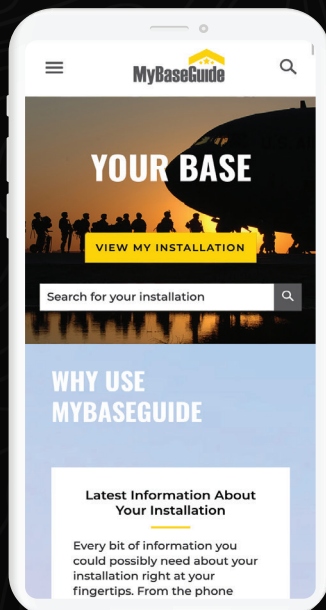 MyBaseGuide
YOUR BASE
VIEW MY INSTALLATION
Search for your installation
WHY USE
MYBASEGUIDE
Latest Information About
Your Installation
Every bit of information you
could possibly need about your
installation right at your
fingertips. From the phone